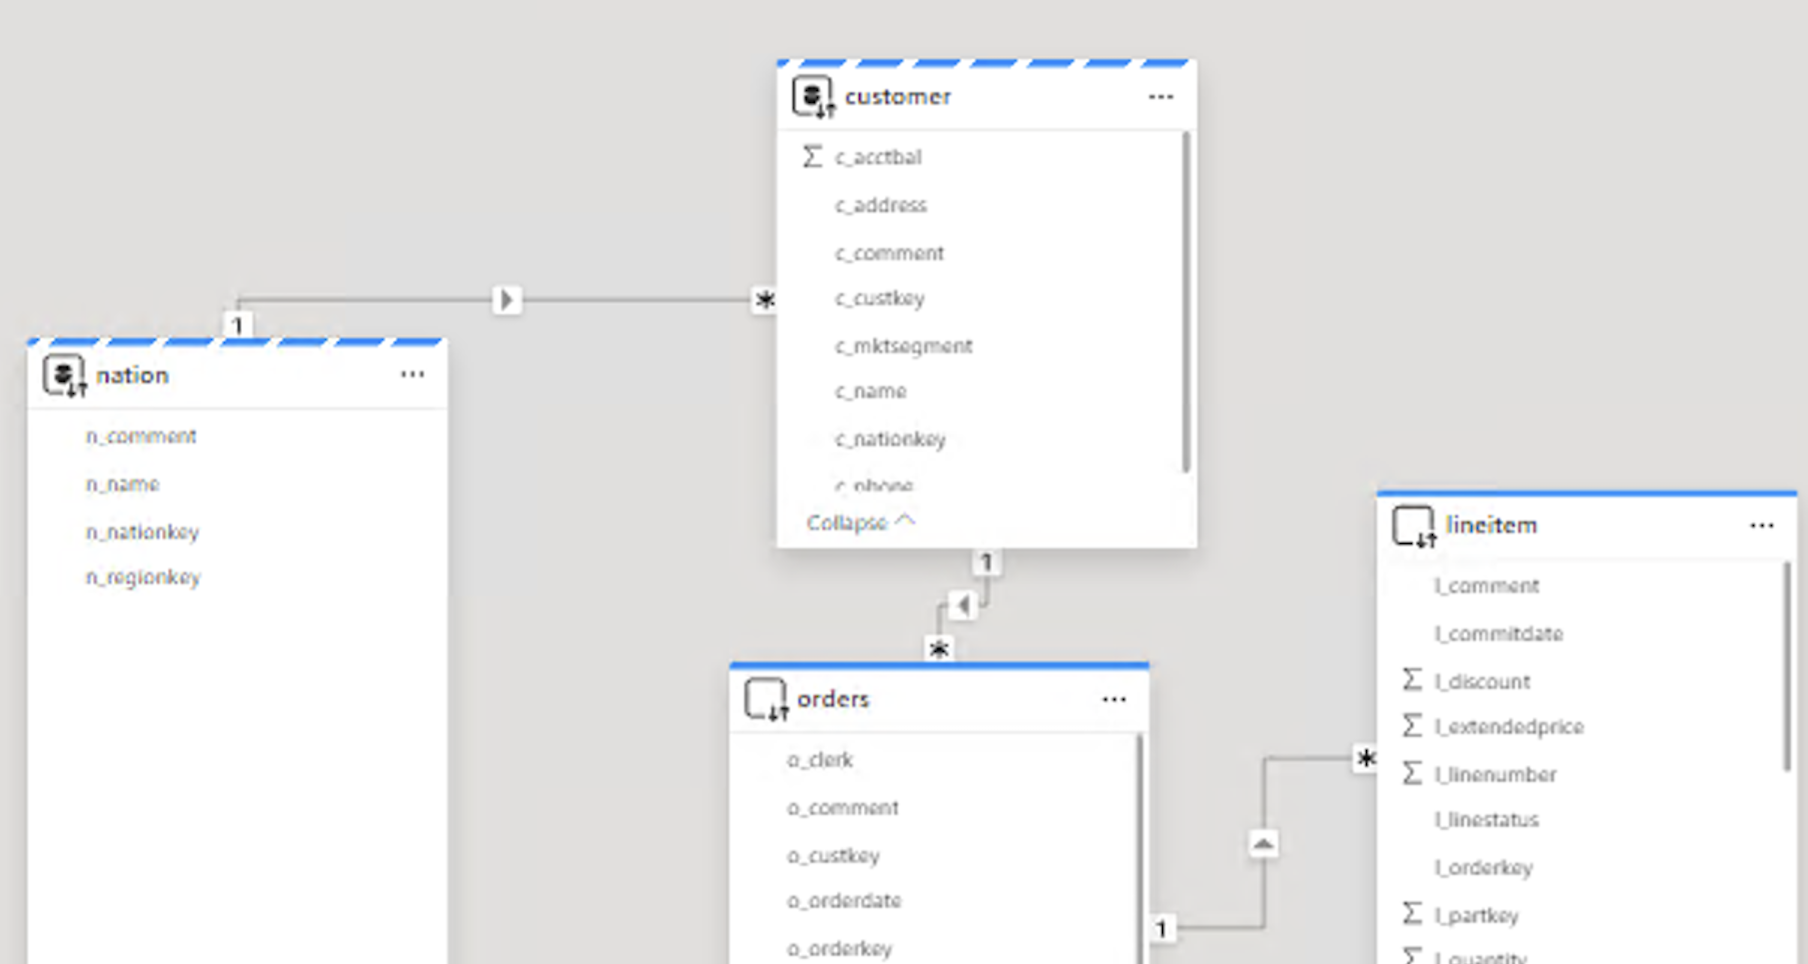 customer
Σ c_acctbal
c_address
c_comment
c_custkey
c_mktsegment
c_name
c_nationkey
c_phone
Collapse
1
*
1
nation
n_comment
n_name
n_nationkey
n_regionkey
1
*
orders
o_clerk
o_comment
o_custkey
o_orderdate
o_orderkey
1
*
lineitem
l_comment
l_commitdate
Σ l_discount
Σ l_extendedprice
Σ l_linenumber
l_linestatus
l_orderkey
Σ l_partkey
Σ l_quantity